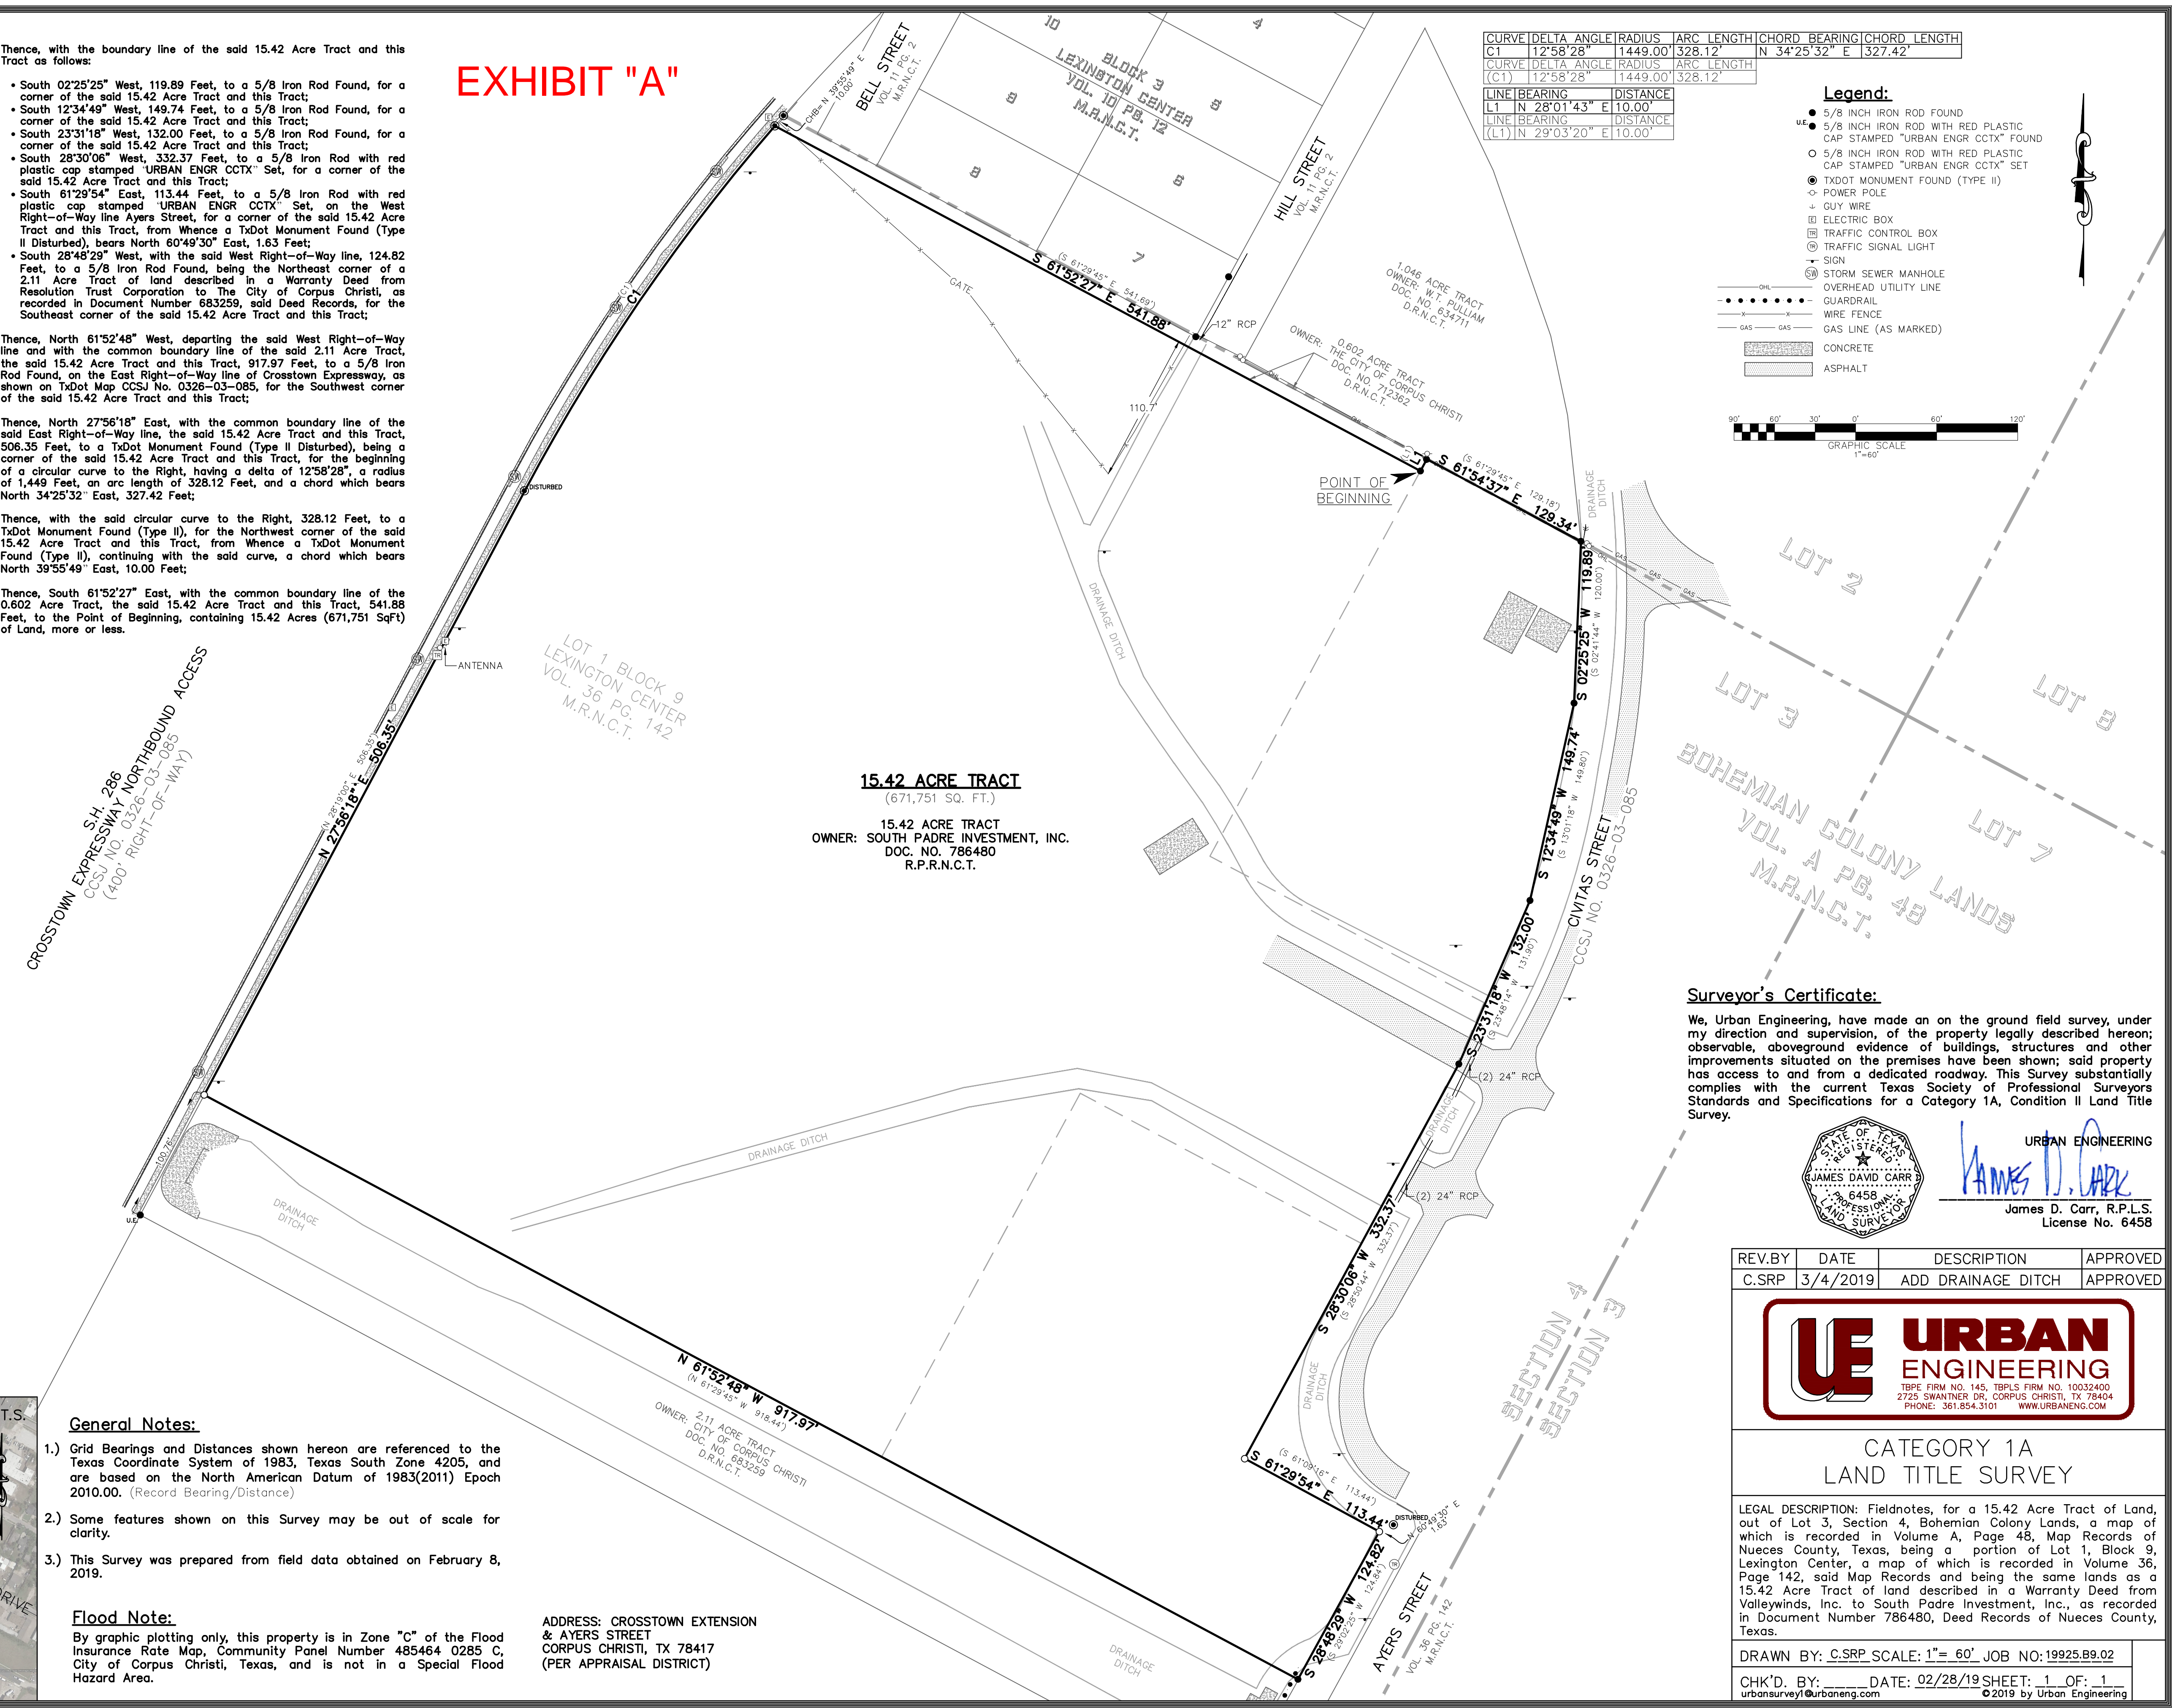 Thence, with the boundary line of the said 15.42 Acre Tract and this
Tract as follows:
• South 02°25'25" West, 119.89 Feet, to a 5/8 Iron Rod Found, for a
corner of the said 15.42 Acre Tract and this Tract;
• South 12°34'49" West, 149.74 Feet, to a 5/8 Iron Rod Found, for a
corner of the said 15.42 Acre Tract and this Tract;
• South 23°31'18" West, 132.00 Feet, to a 5/8 Iron Rod Found, for a
corner of the said 15.42 Acre Tract and this Tract;
• South 28°30'06" West, 332.37 Feet, to a 5/8 Iron Rod with red
plastic cap stamped "URBAN ENGR CCTX" Set, for a corner of the
said 15.42 Acre Tract and this Tract;
• South 61°29'54" East, 113.44 Feet, to a 5/8 Iron Rod with red
plastic cap stamped "URBAN ENGR CCTX" Set, on the West
Right-of-Way line Ayers Street, for a corner of the said 15.42 Acre
Tract and this Tract, from Whence a TxDot Monument Found (Type
II Disturbed), bears North 60°49'30" East, 1.63 Feet;
• South 28°48'29" West, with the said West Right-of-Way line, 124.82
Feet, to a 5/8 Iron Rod Found, being the Northeast corner of a
2.11 Acre Tract of land described in a Warranty Deed from
Resolution Trust Corporation to The City of Corpus Christi, as
recorded in Document Number 683259, said Deed Records, for the
Southeast corner of the said 15.42 Acre Tract and this Tract;
Thence, North 61°52'48" West, departing the said West Right-of-Way
line and with the common boundary line of the said 2.11 Acre Tract,
the said 15.42 Acre Tract and this Tract, 917.97 Feet, to a 5/8 Iron
Rod Found, on the East Right-of-Way line of Crosstown Expressway, as
shown on TxDot Map CCSJ No. 0326-03-085, for the Southwest corner
of the said 15.42 Acre Tract and this Tract;
Thence, North 27°56'18" East, with the common boundary line of the
said East Right-of-Way line, the said 15.42 Acre Tract and this Tract,
506.35 Feet, to a TxDot Monument Found (Type II Disturbed), being a
corner of the said 15.42 Acre Tract and this Tract, for the beginning
of a circular curve to the Right, having a delta of 12°58'28", a radius
of 1,449 Feet, an arc length of 328.12 Feet, and a chord which bears
North 34°25'32" East, 327.42 Feet;
Thence, with the said circular curve to the Right, 328.12 Feet, to a
TxDot Monument Found (Type II), for the Northwest corner of the said
15.42 Acre Tract and this Tract, from Whence a TxDot Monument
Found (Type II), continuing with the said curve, a chord which bears
North 39°55'49" East, 10.00 Feet;
Thence, South 61°52'27" East, with the common boundary line of the
0.602 Acre Tract, the said 15.42 Acre Tract and this Tract, 541.88
Feet, to the Point of Beginning, containing 15.42 Acres (671,751 SqFt)
of Land, more or less.
EXHIBIT "A"
CHB= N 39°55'49" E
10.00'
BELL STREET
VOL. 11 PG. 2
M.R.N.C.T.
10
4
BLOCK 3
LEXINGTON CENTER
VOL. 10 PG. 12
M.R.N.C.T.
7
HILL STREET
VOL. 11 PG. 2
M.R.N.C.T.
CURVE DELTA ANGLE RADIUS ARC LENGTH CHORD BEARING CHORD LENGTH
C1 12°58'28" 1449.00' 328.12' N 34°25'32" E 327.42'
CURVE DELTA ANGLE RADIUS ARC LENGTH
(C1) 12°58'28" 1449.00' 328.12'
LINE BEARING DISTANCE
L1 N 28°01'43" E 10.00'
LINE BEARING DISTANCE
(L1) N 29°03'20" E 10.00'
Legend:
5/8 INCH IRON ROD FOUND
U.E. 5/8 INCH IRON ROD WITH RED PLASTIC
CAP STAMPED "URBAN ENGR CCTX" FOUND
5/8 INCH IRON ROD WITH RED PLASTIC
CAP STAMPED "URBAN ENGR CCTX" SET
TXDOT MONUMENT FOUND (TYPE II)
POWER POLE
GUY WIRE
E ELECTRIC BOX
TR TRAFFIC CONTROL BOX
TR TRAFFIC SIGNAL LIGHT
SIGN
SW STORM SEWER MANHOLE
OHL OVERHEAD UTILITY LINE
GUARDRAIL
WIRE FENCE
GAS GAS GAS LINE (AS MARKED)
CONCRETE
ASPHALT
90' 60' 30' 0' 60' 120'
GRAPHIC SCALE
1"=60'
GATE
(S 61°29'45" E 541.69')
S 61°52'27" E 541.88'
12" RCP
110.7'
1.046 ACRE TRACT
OWNER: W.T. PULLIAM
DOC. NO. 634711
D.R.N.C.T.
0.602 ACRE TRACT
OWNER: THE CITY OF CORPUS CHRISTI
DOC. NO. 712362
D.R.N.C.T.
OHL
(C1)
C1
SW
DISTURBED
L1
POINT OF
BEGINNING
(S 61°29'45" E 129.18')
S 61°54'37" E 129.34'
DRAINAGE
DITCH
GAS GAS GAS
S 02°25'25" W 119.89'
(S 02°41'44" W 120.00')
S 12°34'49" W 149.74'
(S 13°01'18" W 149.80')
S 23°31'18" W 132.00'
(S 23°48'14" W 131.90')
CIVITAS STREET
CCSJ NO. 0326-03-085
LOT 2
LOT 3
LOT 8
LOT 7
BOHEMIAN COLONY LANDS
VOL. A PG. 48
M.R.N.C.T.
ANTENNA
LOT 1 BLOCK 9
LEXINGTON CENTER
VOL. 36 PG. 142
M.R.N.C.T.
S.H. 286
CROSSTOWN EXPRESSWAY NORTHBOUND ACCESS
CCSJ NO. 0326-03-085
(400' RIGHT-OF-WAY)
(N 28°19'00" E 506.35')
N 27°56'18" E 506.35'
15.42 ACRE TRACT
(671,751 SQ. FT.)
15.42 ACRE TRACT
OWNER: SOUTH PADRE INVESTMENT, INC.
DOC. NO. 786480
R.P.R.N.C.T.
DRAINAGE DITCH
DRAINAGE DITCH
DRAINAGE
DITCH
(2) 24" RCP
(2) 24" RCP
DRAINAGE
DITCH
100.76'
U.E.
S 28°30'06" W 332.37'
(S 28°50'44" W 332.37')
DRAINAGE
DITCH
SECTION 4
SECTION 3
N 61°52'48" W 917.97'
(N 61°29'45" W 918.44')
2.11 ACRE TRACT
OWNER: CITY OF CORPUS CHRISTI
DOC. NO. 683259
D.R.N.C.T.
(S 61°09'16" E 113.44')
S 61°29'54" E 113.44'
DISTURBED
N 60°49'30" E
1.63'
S 28°48'29" W 124.82'
(S 29°02'25" W 124.84')
AYERS STREET
VOL. 36 PG. 142
M.R.N.C.T.
DRAINAGE
DITCH
Surveyor's Certificate:
We, Urban Engineering, have made an on the ground field survey, under
my direction and supervision, of the property legally described hereon;
observable, aboveground evidence of buildings, structures and other
improvements situated on the premises have been shown; said property
has access to and from a dedicated roadway. This Survey substantially
complies with the current Texas Society of Professional Surveyors
Standards and Specifications for a Category 1A, Condition II Land Title
Survey.
STATE OF TEXAS
REGISTERED
JAMES DAVID CARR
6458
PROFESSIONAL
LAND SURVEYOR
URBAN ENGINEERING
James D. Carr, R.P.L.S.
License No. 6458
REV.BY DATE DESCRIPTION APPROVED
C.SRP 3/4/2019 ADD DRAINAGE DITCH APPROVED
UE URBAN
ENGINEERING
TBPE FIRM NO. 145, TBPLS FIRM NO. 10032400
2725 SWANTNER DR, CORPUS CHRISTI, TX 78404
PHONE: 361.854.3101 WWW.URBANENG.COM
CATEGORY 1A
LAND TITLE SURVEY
LEGAL DESCRIPTION: Fieldnotes, for a 15.42 Acre Tract of Land,
out of Lot 3, Section 4, Bohemian Colony Lands, a map of
which is recorded in Volume A, Page 48, Map Records of
Nueces County, Texas, being a portion of Lot 1, Block 9,
Lexington Center, a map of which is recorded in Volume 36,
Page 142, said Map Records and being the same lands as a
15.42 Acre Tract of land described in a Warranty Deed from
Valleywinds, Inc. to South Padre Investment, Inc., as recorded
in Document Number 786480, Deed Records of Nueces County,
Texas.
DRAWN BY: C.SRP SCALE: 1"= 60' JOB NO: 19925.B9.02
CHK'D. BY: DATE: 02/28/19 SHEET: 1 OF: 1
urbansurvey1@urbaneng.com ©2019 by Urban Engineering
T.S.
DRIVE
General Notes:
1.) Grid Bearings and Distances shown hereon are referenced to the
Texas Coordinate System of 1983, Texas South Zone 4205, and
are based on the North American Datum of 1983(2011) Epoch
2010.00. (Record Bearing/Distance)
2.) Some features shown on this Survey may be out of scale for
clarity.
3.) This Survey was prepared from field data obtained on February 8,
2019.
Flood Note:
By graphic plotting only, this property is in Zone "C" of the Flood
Insurance Rate Map, Community Panel Number 485464 0285 C,
City of Corpus Christi, Texas, and is not in a Special Flood
Hazard Area.
ADDRESS: CROSSTOWN EXTENSION
& AYERS STREET
CORPUS CHRISTI, TX 78417
(PER APPRAISAL DISTRICT)